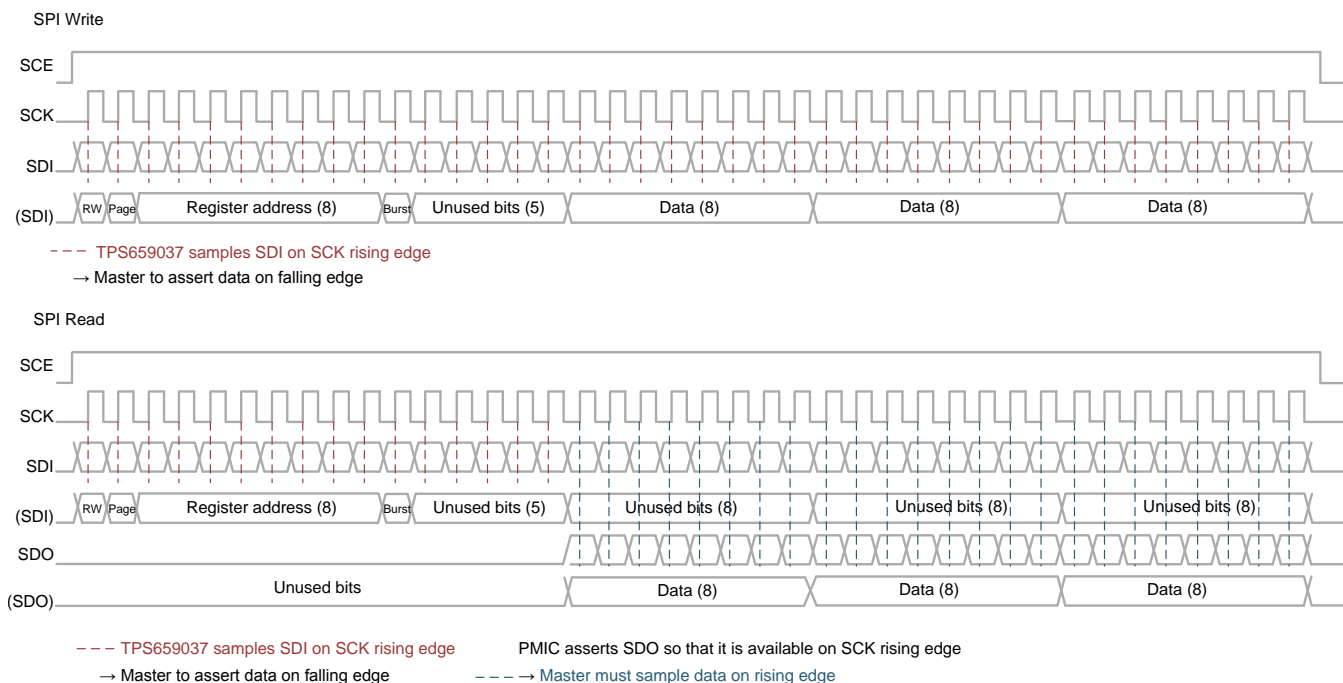 SPI Write
SCE
SCK
SDI
(SDI) RW Page Register address (8) Burst Unused bits (5) Data (8) Data (8) Data (8)
--- TPS659037 samples SDI on SCK rising edge
→ Master to assert data on falling edge
SPI Read
SCE
SCK
SDI
(SDI) RW Page Register address (8) Burst Unused bits (5) Unused bits (8) Unused bits (8) Unused bits (8)
SDO
(SDO) Unused bits Data (8) Data (8) Data (8)
--- TPS659037 samples SDI on SCK rising edge PMIC asserts SDO so that it is available on SCK rising edge
→ Master to assert data on falling edge ---→ Master must sample data on rising edge